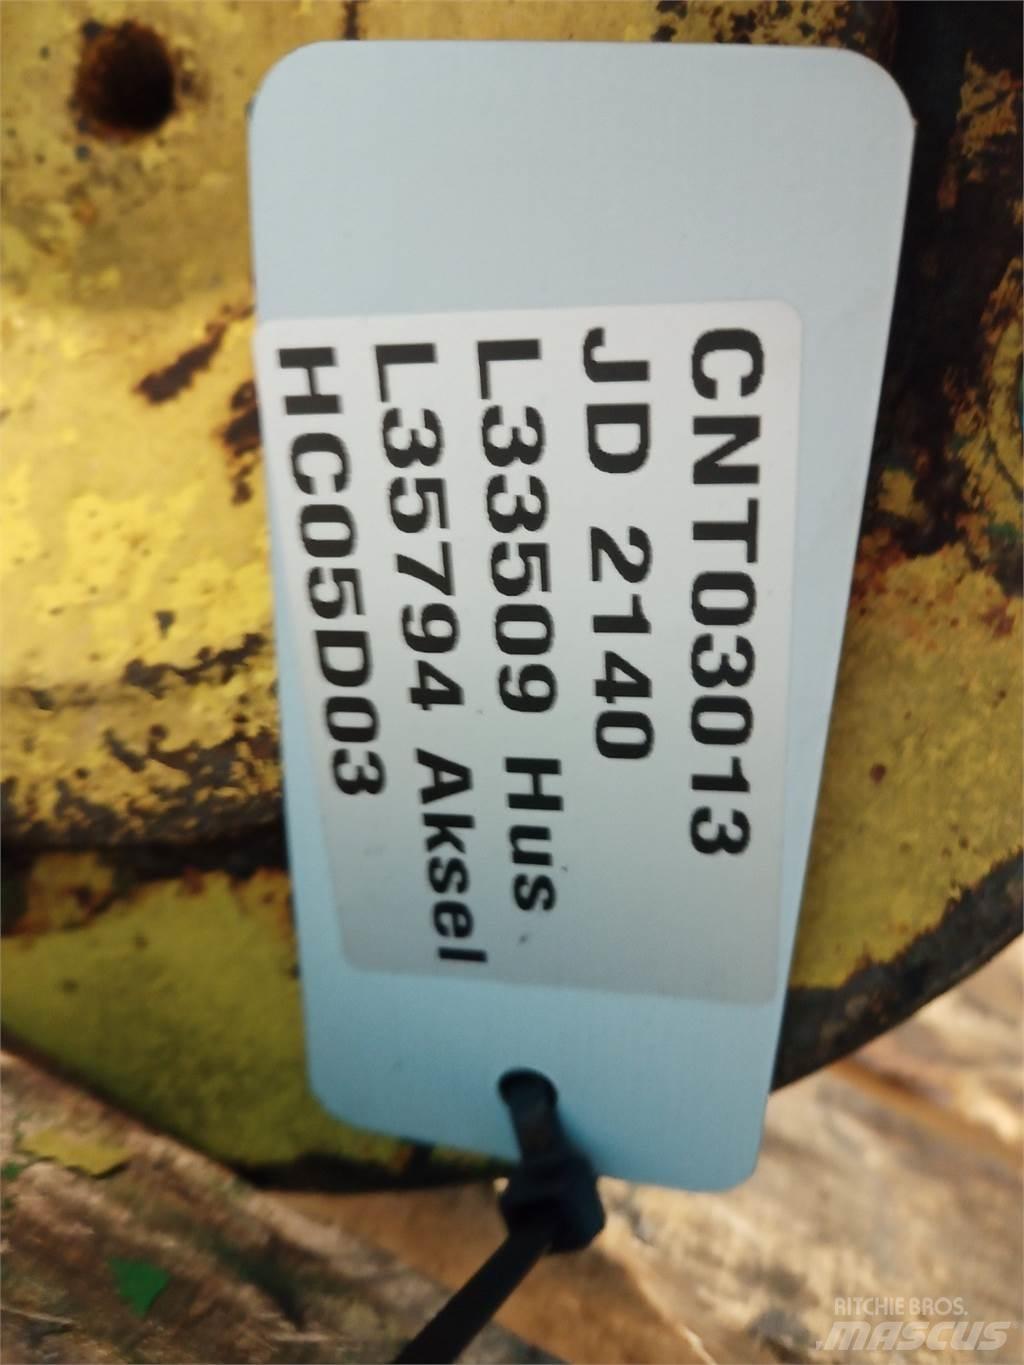 CNT03013
JD 2140
L33509 Hus
L35794 Aksel
HC05D03
RITCHIE BROS.
MASCUS